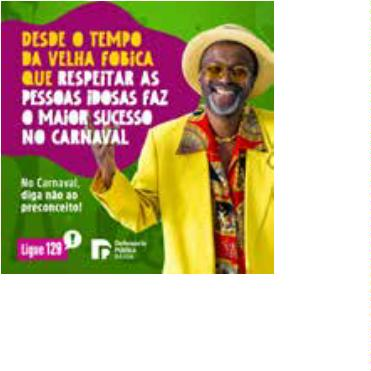 DESDE O TEMPO
DA VELHA FOBICA
QUE RESPEITAR AS
PESSOAS IDOSAS FAZ
O MAIOR SUCESSO
NO CARNAVAL
No Carnaval,
diga não ao
preconceito!
Ligue 129
!
Defensoria
Pública
BAHIA